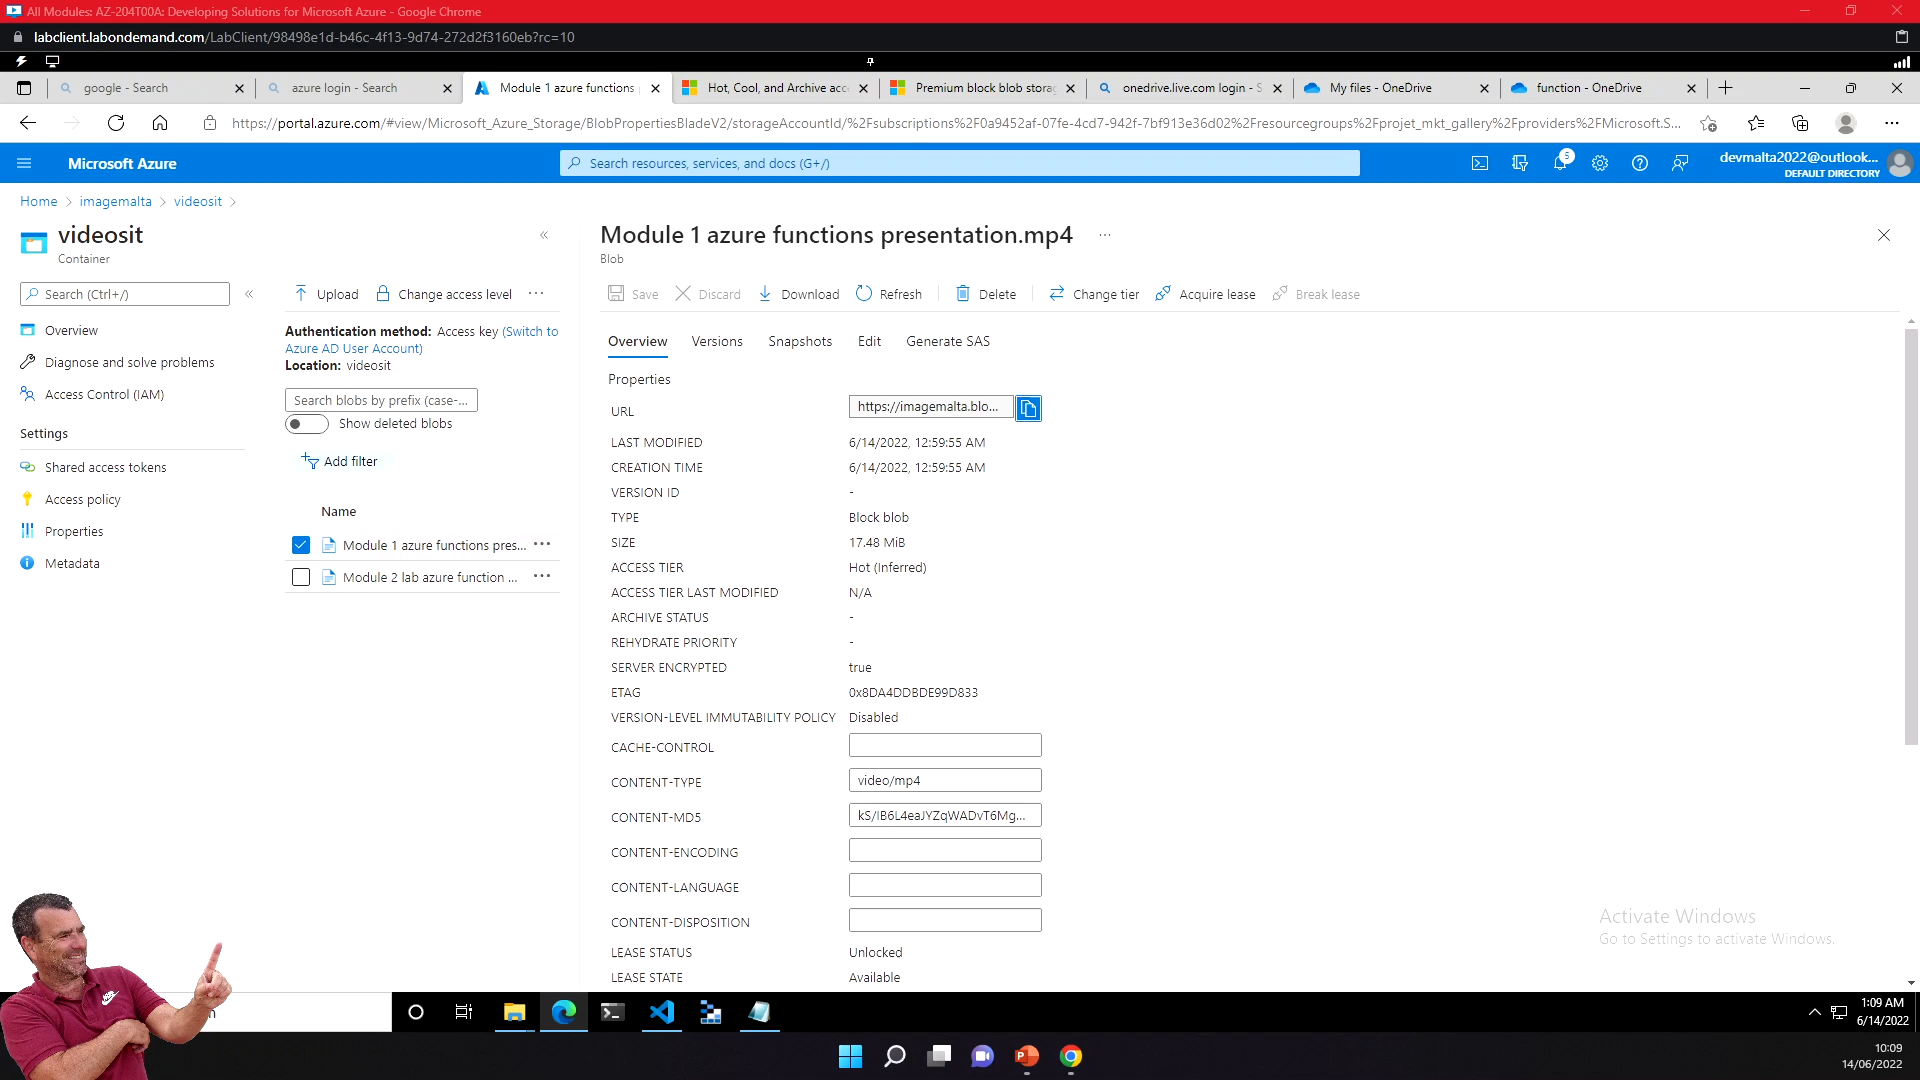 All Modules: AZ-204T00A: Developing Solutions for Microsoft Azure - Google Chrome
labclient.labondemand.com/LabClient/98498e1d-b46c-4f13-9d74-272d2f3160eb?rc=10
google - Search
azure login - Search
Module 1 azure functions
Hot, Cool, and Archive acc
Premium block blob stora
onedrive.live.com login - S
My files - OneDrive
function - OneDrive
https://portal.azure.com/#view/Microsoft_Azure_Storage/BlobPropertiesBladeV2/storageAccountId/%2Fsubscriptions%2F0a9452af-07fe-4cd7-942f-7bf913e36d02%2Fresourcegroups%2Fprojet_mkt_gallery%2Fproviders%2FMicrosoft.S...
Microsoft Azure
Search resources, services, and docs (G+/)
5
devmalta2022@outlook...
DEFAULT DIRECTORY
Home > imagemalta > videosit >
videosit
Container
Search (Ctrl+/)
Overview
Diagnose and solve problems
Access Control (IAM)
Settings
Shared access tokens
Access policy
Properties
Metadata
Upload
Change access level
Authentication method: Access key (Switch to
Azure AD User Account)
Location: videosit
Search blobs by prefix (case-...
Show deleted blobs
Add filter
Name
Module 1 azure functions pres...
Module 2 lab azure function ...
Module 1 azure functions presentation.mp4
Blob
Save
Discard
Download
Refresh
Delete
Change tier
Acquire lease
Break lease
Overview
Versions
Snapshots
Edit
Generate SAS
Properties
URL https://imagemalta.blo...
LAST MODIFIED 6/14/2022, 12:59:55 AM
CREATION TIME 6/14/2022, 12:59:55 AM
VERSION ID -
TYPE Block blob
SIZE 17.48 MiB
ACCESS TIER Hot (Inferred)
ACCESS TIER LAST MODIFIED N/A
ARCHIVE STATUS -
REHYDRATE PRIORITY -
SERVER ENCRYPTED true
ETAG 0x8DA4DDBDE99D833
VERSION-LEVEL IMMUTABILITY POLICY Disabled
CACHE-CONTROL
CONTENT-TYPE video/mp4
CONTENT-MD5 kS/IB6L4eaJYZqWADvT6Mg...
CONTENT-ENCODING
CONTENT-LANGUAGE
CONTENT-DISPOSITION
LEASE STATUS Unlocked
LEASE STATE Available
Activate Windows
Go to Settings to activate Windows.
1:09 AM
6/14/2022
10:09
14/06/2022